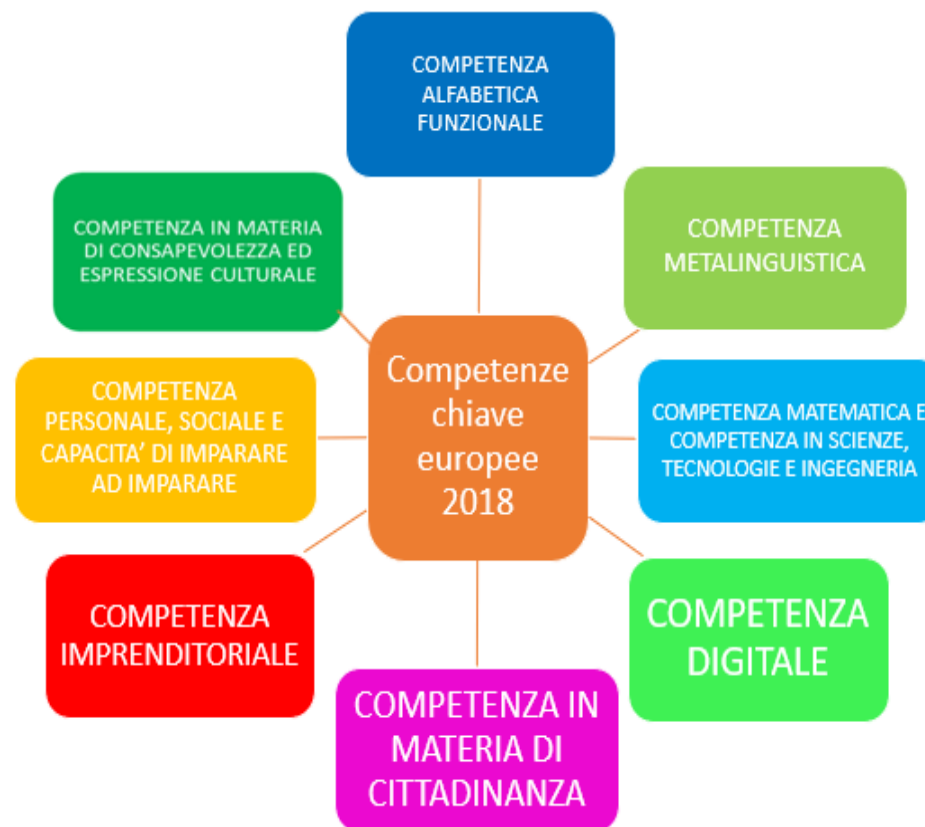 COMPETENZA
ALFABETICA
FUNZIONALE
COMPETENZA IN MATERIA
DI CONSAPEVOLEZZA ED
ESPRESSIONE CULTURALE
COMPETENZA
METALINGUISTICA
Competenze
chiave
europee
2018
COMPETENZA
PERSONALE, SOCIALE E
CAPACITA’ DI IMPARARE
AD IMPARARE
COMPETENZA MATEMATICA E
COMPETENZA IN SCIENZE,
TECNOLOGIE E INGEGNERIA
COMPETENZA
IMPRENDITORIALE
COMPETENZA
DIGITALE
COMPETENZA IN
MATERIA DI
CITTADINANZA